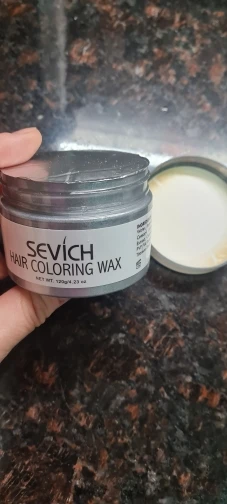 SEVICH
HAIR COLORING WAX
NET WT. 120g/4.23 oz